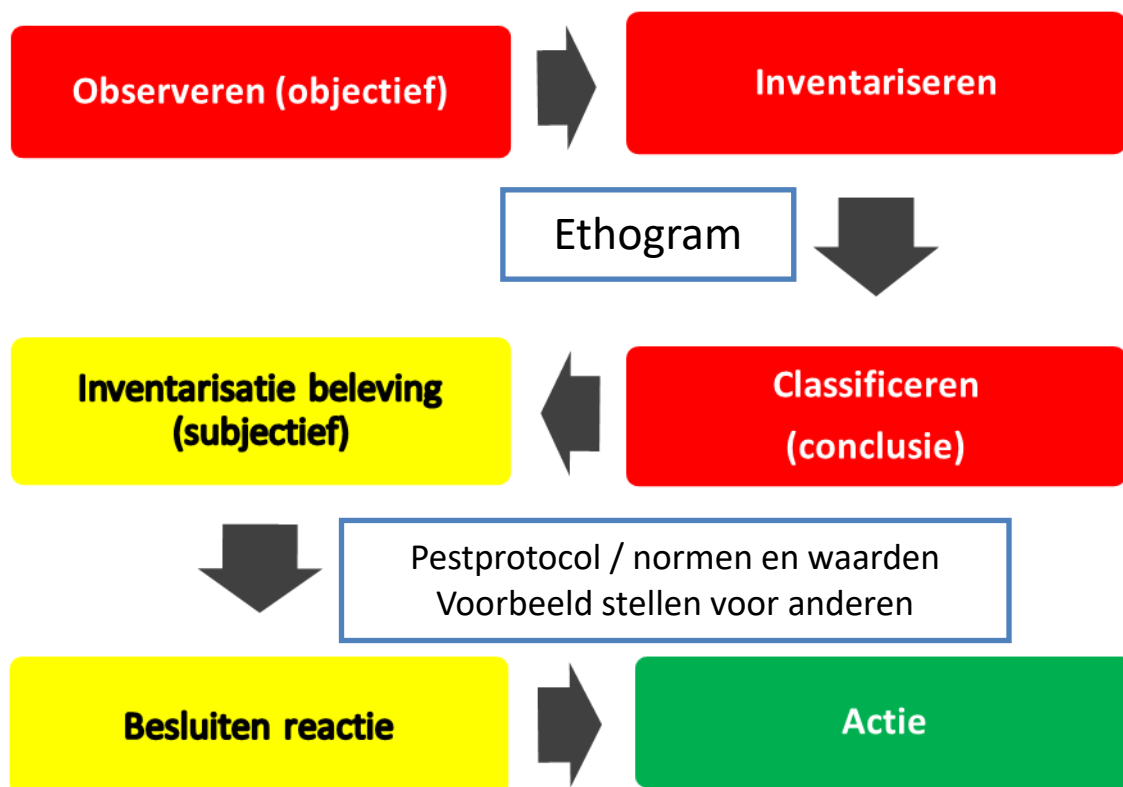 Observeren (objectief)
Inventariseren
Ethogram
Inventarisatie beleving
(subjectief)
Classificeren
(conclusie)
Pestprotocol / normen en waarden
Voorbeeld stellen voor anderen
Besluiten reactie
Actie